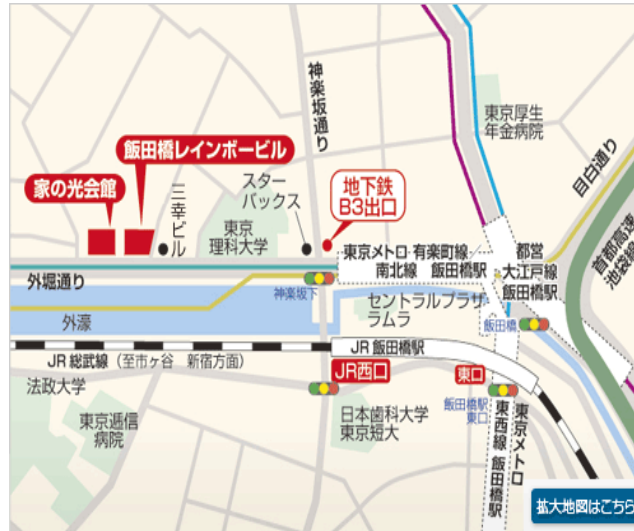 神楽坂通り
東京厚生
年金病院
目白通り
首都高速
池袋線
飯田橋レインボービル
家の光会館
三幸ビル
スター
バックス
東京
理科大学
地下鉄
B3出口
東京メトロ・有楽町線
南北線 飯田橋駅
都営
大江戸線
飯田橋駅
外堀通り
神楽坂下
外濠
セントラルプラザ
ラムラ
飯田橋
JR 飯田橋駅
JR 総武線（至市ヶ谷 新宿方面）
JR西口
東口
法政大学
東京逓信
病院
日本歯科大学
東京短大
飯田橋駅
東口
東京メトロ
東西線 飯田橋駅
拡大地図はこちら